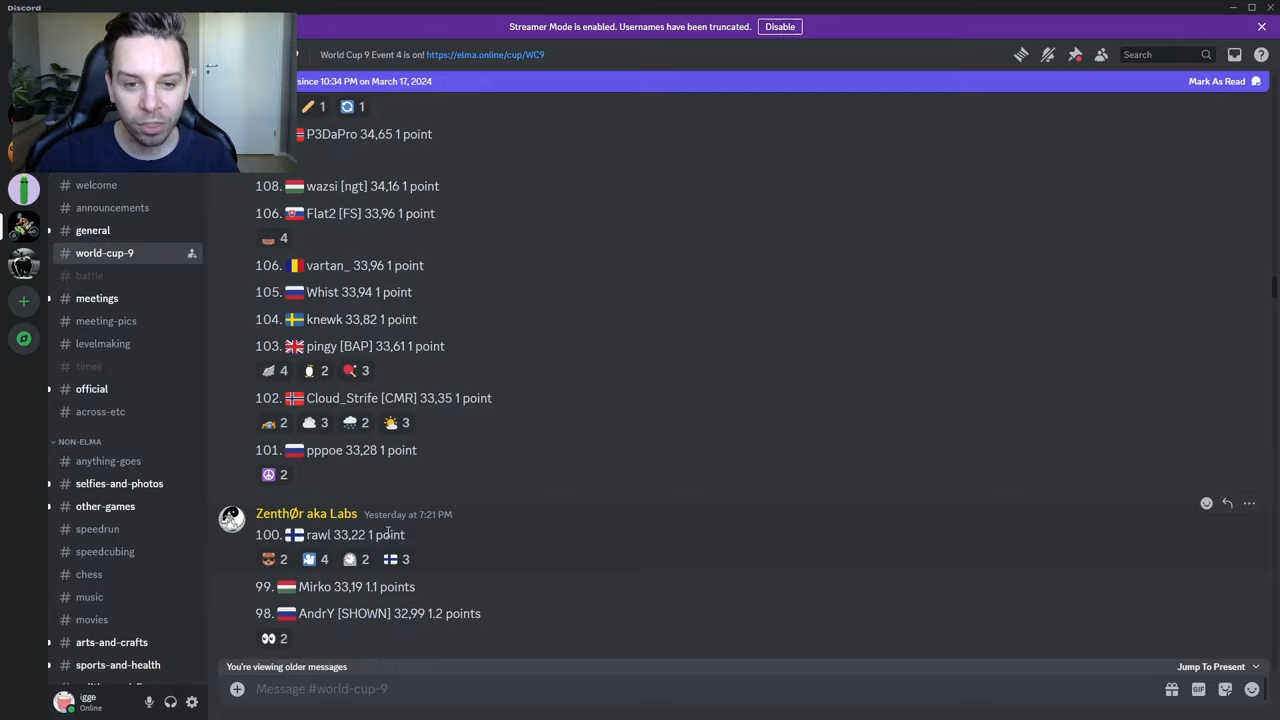 Discord
Streamer Mode is enabled. Usernames have been truncated.
Disable
World Cup 9 Event 4 is on! https://elma.online/cup/WC9
Search
since 10:34 PM on March 17, 2024
Mark As Read
1 1
P3DaPro 34,65 1 point
108. wazsi [ngt] 34,16 1 point
106. Flat2 [FS] 33,96 1 point
4
106. vartan_ 33,96 1 point
105. Whist 33,94 1 point
104. knewk 33,82 1 point
103. pingy [BAP] 33,61 1 point
4 2 3
102. Cloud_Strife [CMR] 33,35 1 point
2 3 2 3
101. pppoe 33,28 1 point
2
ZenthØr aka Labs Yesterday at 7:21 PM
100. rawl 33,22 1 point
2 4 2 3
99. Mirko 33,19 1.1 points
98. AndrY [SHOWN] 32,99 1.2 points
2
You're viewing older messages
Jump To Present
Message #world-cup-9
GIF
# welcome
# announcements
# general
# world-cup-9
# battle
# meetings
# meeting-pics
# levelmaking
# times
# official
# across-etc
NON-ELMA
# anything-goes
# selfies-and-photos
# other-games
# speedrun
# speedcubing
# chess
# music
# movies
# arts-and-crafts
# sports-and-health
igge
Online